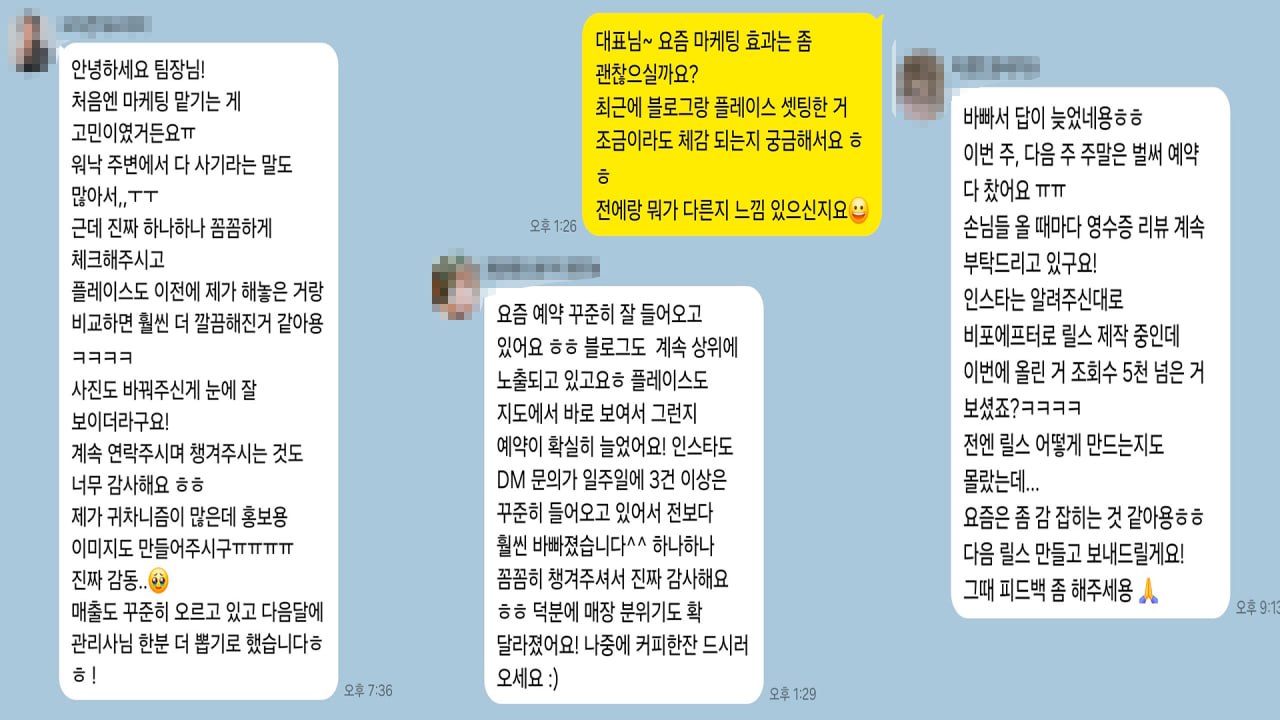 안녕하세요 팀장님!
처음엔 마케팅 맡기는 게
고민이였거든요ㅠ
워낙 주변에서 다 사기라는 말도
많아서,,ㅜㅜ
근데 진짜 하나하나 꼼꼼하게
체크해주시고
플레이스도 이전에 제가 해놓은 거랑
비교하면 훨씬 더 깔끔해진거 같아용
ㅋㅋㅋㅋ
사진도 바꿔주신게 눈에 잘
보이더라구요!
계속 연락주시며 챙겨주시는 것도
너무 감사해요 ㅎㅎ
제가 귀차니즘이 많은데 홍보용
이미지도 만들어주시구ㅠㅠㅠㅠ
진짜 감동..🥹
매출도 꾸준히 오르고 있고 다음달에
관리사님 한분 더 뽑기로 했습니다ㅎ
ㅎ !
오후 7:36
대표님~ 요즘 마케팅 효과는 좀
괜찮으실까요?
최근에 블로그랑 플레이스 셋팅한 거
조금이라도 체감 되는지 궁금해서요 ㅎ
ㅎ
전에랑 뭐가 다른지 느낌 있으신지요😀
오후 1:26
요즘 예약 꾸준히 잘 들어오고
있어요 ㅎㅎ 블로그도 계속 상위에
노출되고 있고요ㅎ 플레이스도
지도에서 바로 보여서 그런지
예약이 확실히 늘었어요! 인스타도
DM 문의가 일주일에 3건 이상은
꾸준히 들어오고 있어서 전보다
훨씬 바빠졌습니다^^ 하나하나
꼼꼼히 챙겨주셔서 진짜 감사해요
ㅎㅎ 덕분에 매장 분위기도 확
달라졌어요! 나중에 커피한잔 드시러
오세요 :)
오후 1:29
바빠서 답이 늦었네용ㅎㅎ
이번 주, 다음 주 주말은 벌써 예약
다 찼어요 ㅠㅠ
손님들 올 때마다 영수증 리뷰 계속
부탁드리고 있구요!
인스타는 알려주신대로
비포에프터로 릴스 제작 중인데
이번에 올린 거 조회수 5천 넘은 거
보셨죠?ㅋㅋㅋㅋ
전엔 릴스 어떻게 만드는지도
몰랐는데...
요즘은 좀 감 잡히는 것 같아용ㅎㅎ
다음 릴스 만들고 보내드릴게요!
그때 피드백 좀 해주세용 🙏
오후 9:13